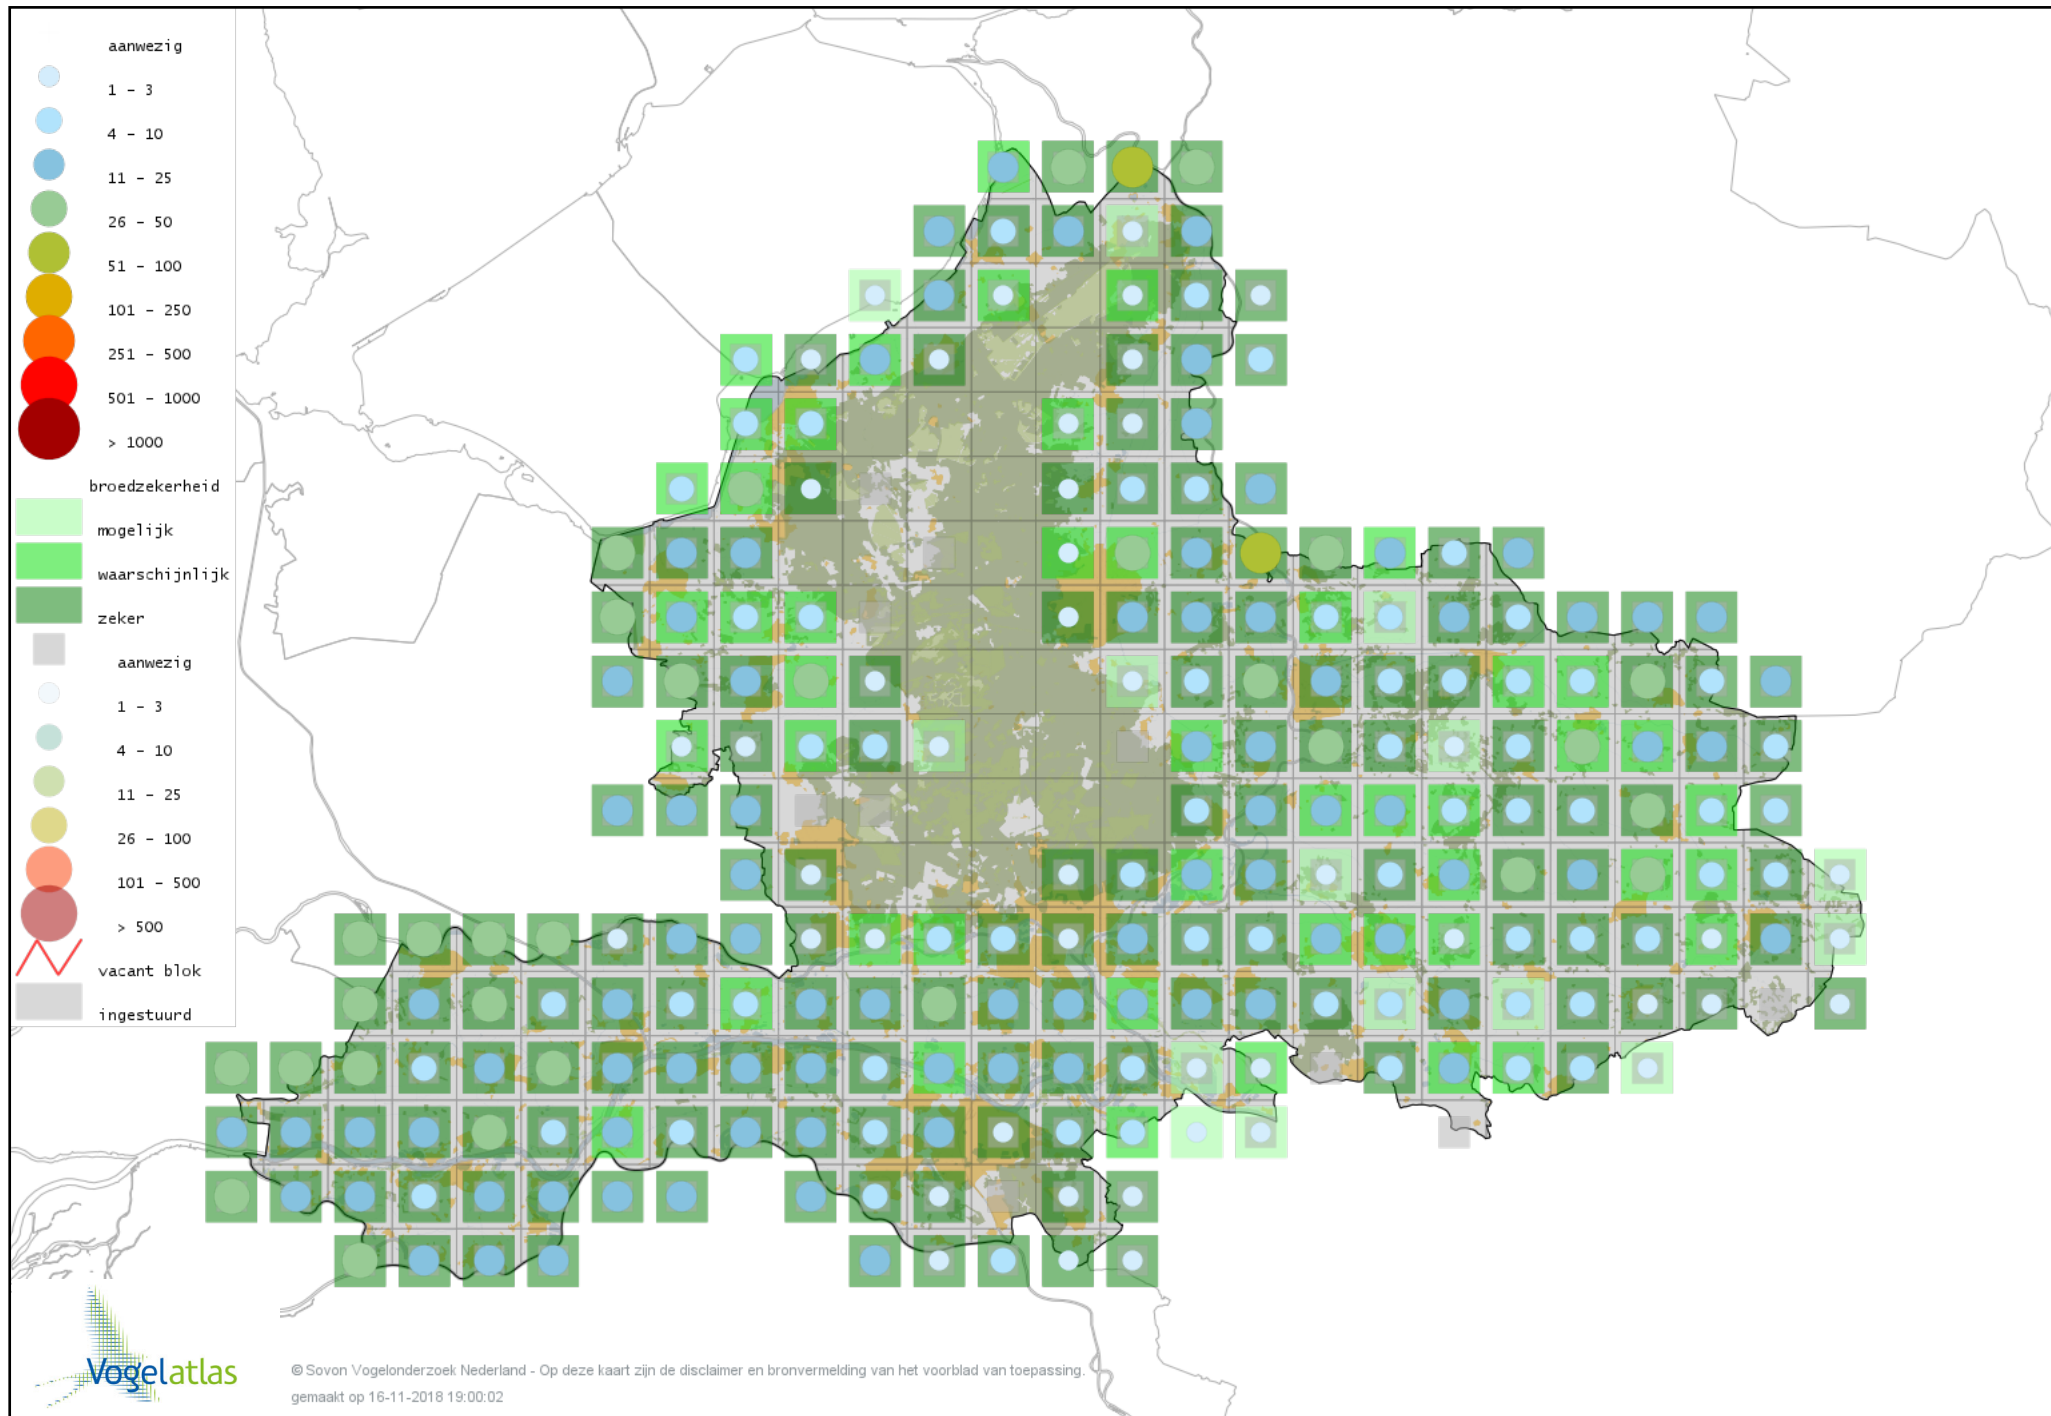 aanwezig
1 - 3
4 - 10
11 - 25
26 - 50
51 - 100
101 - 250
251 - 500
501 - 1000
> 1000
broedzekerheid
mogelijk
waarschijnlijk
zeker
aanwezig
1 - 3
4 - 10
11 - 25
26 - 100
101 - 500
> 500
vacant blok
ingestuurd
Vogelatlas
© Sovon Vogelonderzoek Nederland - Op deze kaart zijn de disclaimer en bronvermelding van het voorblad van toepassing.
gemaakt op 16-11-2018 19:00:02